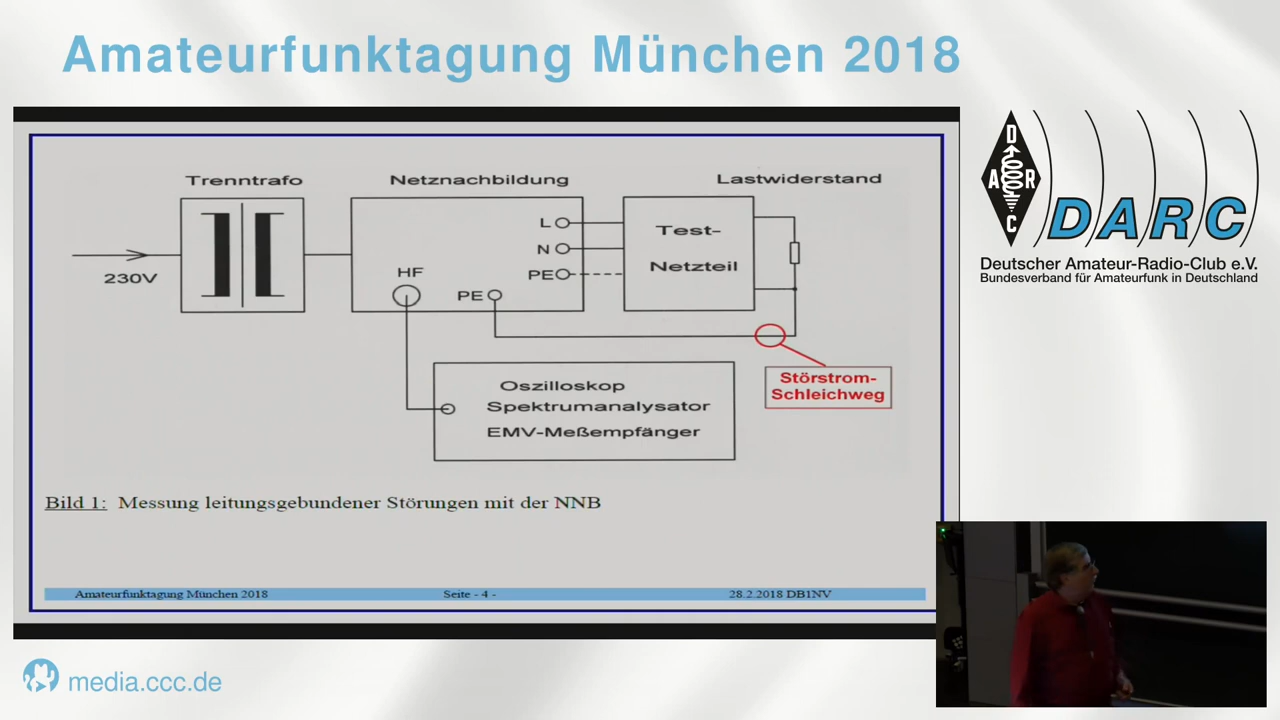 Amateurfunktagung München 2018
Trenntrafo
Netznachbildung
Lastwiderstand
230V
HF
L
N
PE
PE
Test-
Netzteil
Oszilloskop
Spektrumanalysator
EMV-Meßempfänger
Störstrom-
Schleichweg
Bild 1: Messung leitungsgebundener Störungen mit der NNB
Amateurfunktagung München 2018 Seite - 4 - 28.2.2018 DB1NV
D
A R
C
DARC
Deutscher Amateur-Radio-Club e.V.
Bundesverband für Amateurfunk in Deutschland
media.ccc.de